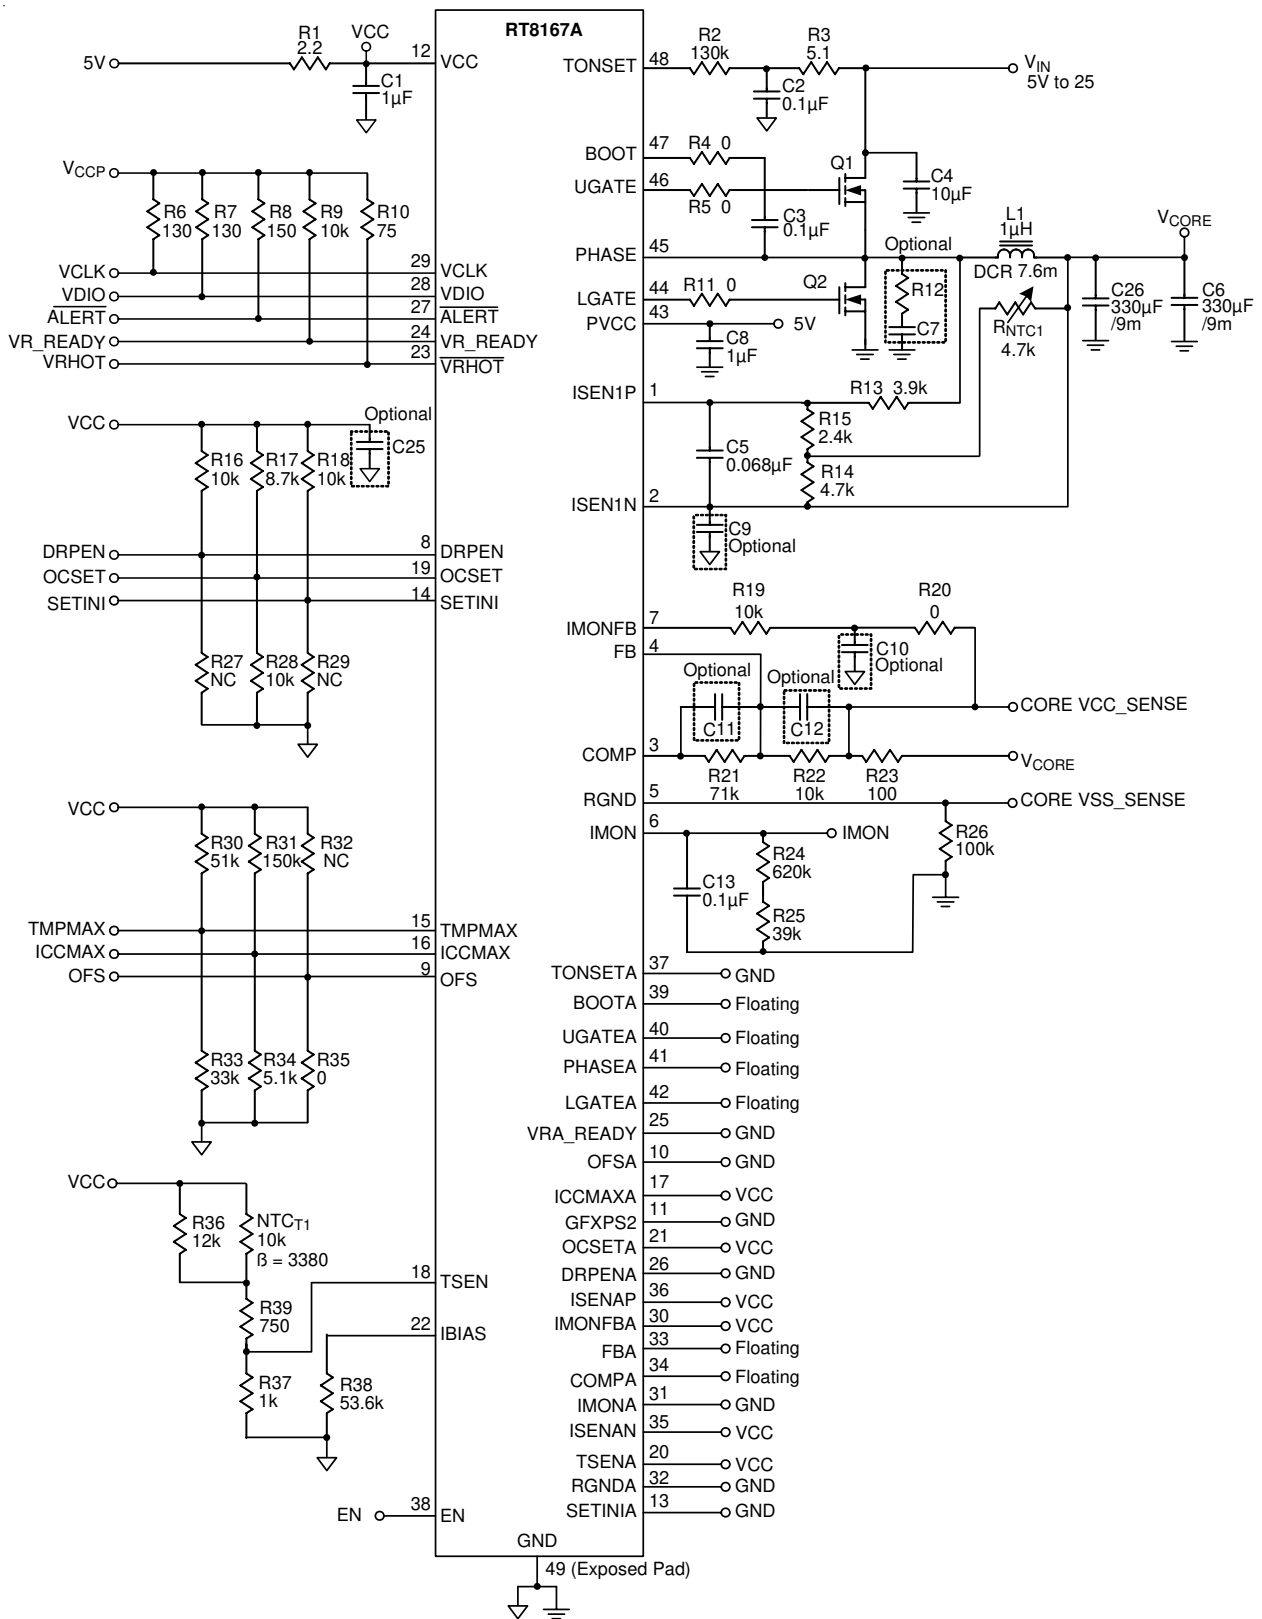 RT8167A
R1
2.2
VCC
5V
12
VCC
C1
1µF
V_CCP
R6
130
R7
130
R8
150
R9
10k
R10
75
VCLK
29
VCLK
VDIO
28
VDIO
ALERT
27
ALERT
VR_READY
24
VR_READY
VRHOT
23
VRHOT
VCC
Optional
C25
R16
10k
R17
8.7k
R18
10k
DRPEN
8
DRPEN
OCSET
19
OCSET
SETINI
14
SETINI
R27
NC
R28
10k
R29
NC
VCC
R30
51k
R31
150k
R32
NC
TMPMAX
15
TMPMAX
ICCMAX
16
ICCMAX
OFS
9
OFS
R33
33k
R34
5.1k
R35
0
VCC
R36
12k
NTC_T1
10k
ß = 3380
18
TSEN
R39
750
22
IBIAS
R37
1k
R38
53.6k
EN
38
EN
GND
49 (Exposed Pad)
TONSET
48
R2
130k
R3
5.1
C2
0.1µF
V_IN
5V to 25
BOOT
47
R4 0
UGATE
46
R5 0
Q1
C4
10µF
C3
0.1µF
PHASE
45
Optional
L1
1µH
DCR 7.6m
V_CORE
LGATE
44
R11 0
Q2
R12
C7
R_NTC1
4.7k
C26
330µF
/9m
C6
330µF
/9m
PVCC
43
5V
C8
1µF
ISEN1P
1
R13 3.9k
R15
2.4k
C5
0.068µF
R14
4.7k
ISEN1N
2
C9
Optional
IMONFB
7
R19
10k
R20
0
FB
4
C10
Optional
Optional
C11
Optional
C12
CORE VCC_SENSE
COMP
3
R21
71k
R22
10k
R23
100
V_CORE
RGND
5
CORE VSS_SENSE
IMON
6
IMON
R26
100k
R24
620k
C13
0.1µF
R25
39k
TONSETA
37
GND
BOOTA
39
Floating
UGATEA
40
Floating
PHASEA
41
Floating
LGATEA
42
Floating
VRA_READY
25
GND
OFSA
10
GND
ICCMAXA
17
VCC
GFXPS2
11
GND
OCSETA
21
VCC
DRPENA
26
GND
ISENAP
36
VCC
IMONFBA
30
VCC
FBA
33
Floating
COMPA
34
Floating
IMONA
31
GND
ISENAN
35
VCC
TSENA
20
VCC
RGNDA
32
GND
SETINIA
13
GND